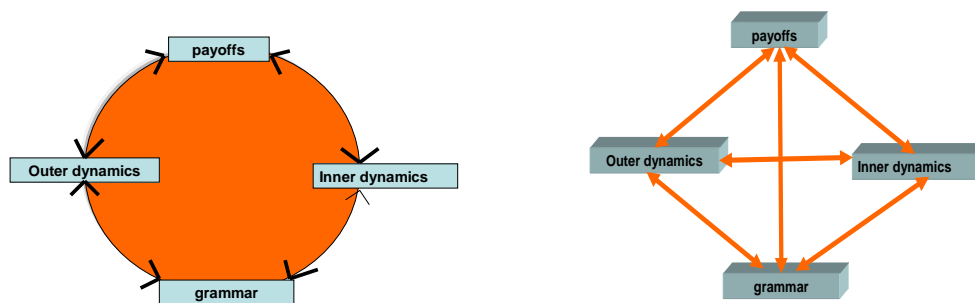 payoffs
Outer dynamics
Inner dynamics
grammar
payoffs
Outer dynamics
Inner dynamics
grammar